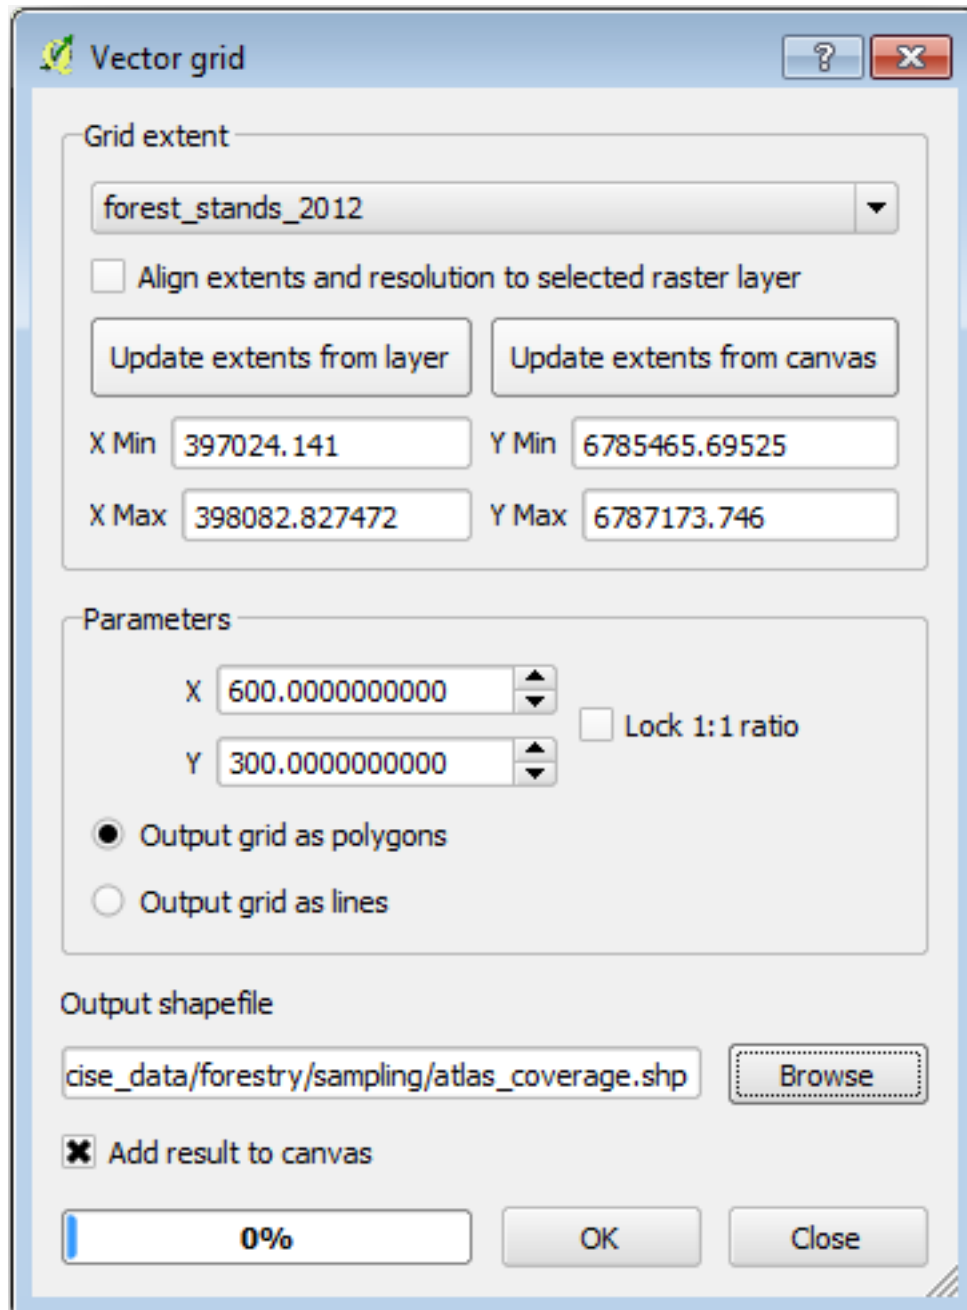 Vector grid
Grid extent
forest_stands_2012
Align extents and resolution to selected raster layer
Update extents from layer Update extents from canvas
X Min 397024.141 Y Min 6785465.69525
X Max 398082.827472 Y Max 6787173.746
Parameters
X 600.0000000000
Lock 1:1 ratio
Y 300.0000000000
Output grid as polygons
Output grid as lines
Output shapefile
cise_data/forestry/sampling/atlas_coverage.shp Browse
Add result to canvas
0% OK Close